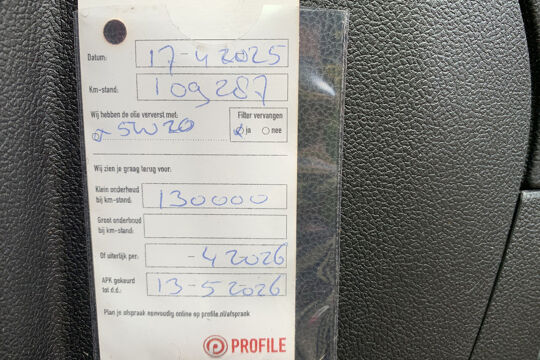 Datum: 17-4 2025
Km-stand: 109287
Wij hebben de olie ververst met: Filter vervangen
5W20 ja nee
Wij zien je graag terug voor:
Klein onderhoud
bij km-stand: 130000
Groot onderhoud
bij km-stand:
Of uiterlijk per: -4 2026
APK gekeurd
tot d.d.: 13-5 2026
Plan je afspraak eenvoudig online op profile.nl/afspraak
PROFILE